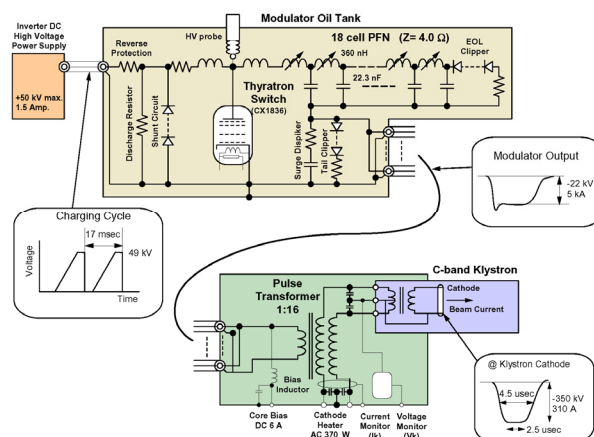 Modulator Oil Tank
Inverter DC
High Voltage
Power Supply
+50 kV max.
1.5 Amp.
Reverse
Protection
HV probe
18 cell PFN (Z= 4.0 Ω)
360 nH
22.3 nF
EOL
Clipper
Thyratron
Switch
(CX1836)
Discharge Resistor
Shunt Circuit
Surge Dispiker
Tail Clipper
Modulator Output
-22 kV
5 kA
Charging Cycle
17 msec
49 kV
Voltage
Time
Pulse
Transformer
1:16
C-band Klystron
Cathode
Beam Current
Bias
Inductor
Core Bias
DC 6 A
Cathode
Heater
AC 370 W
Current
Monitor
(Ik)
Voltage
Monitor
(Vk)
@ Klystron Cathode
4.5 usec
-350 kV
310 A
2.5 usec